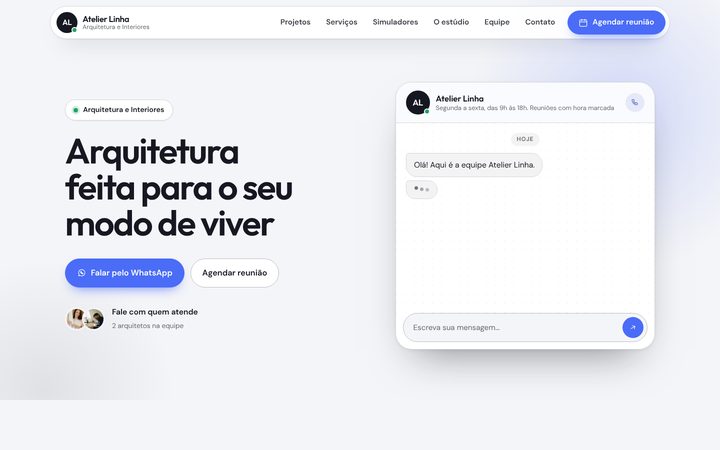 AL
Atelier Linha
Arquitetura e Interiores
Projetos
Serviços
Simuladores
O estúdio
Equipe
Contato
Agendar reunião
Arquitetura e Interiores
Arquitetura
feita para o seu
modo de viver
Falar pelo WhatsApp
Agendar reunião
Fale com quem atende
2 arquitetos na equipe
AL
Atelier Linha
Segunda a sexta, das 9h às 18h. Reuniões com hora marcada
HOJE
Olá! Aqui é a equipe Atelier Linha.
Escreva sua mensagem...